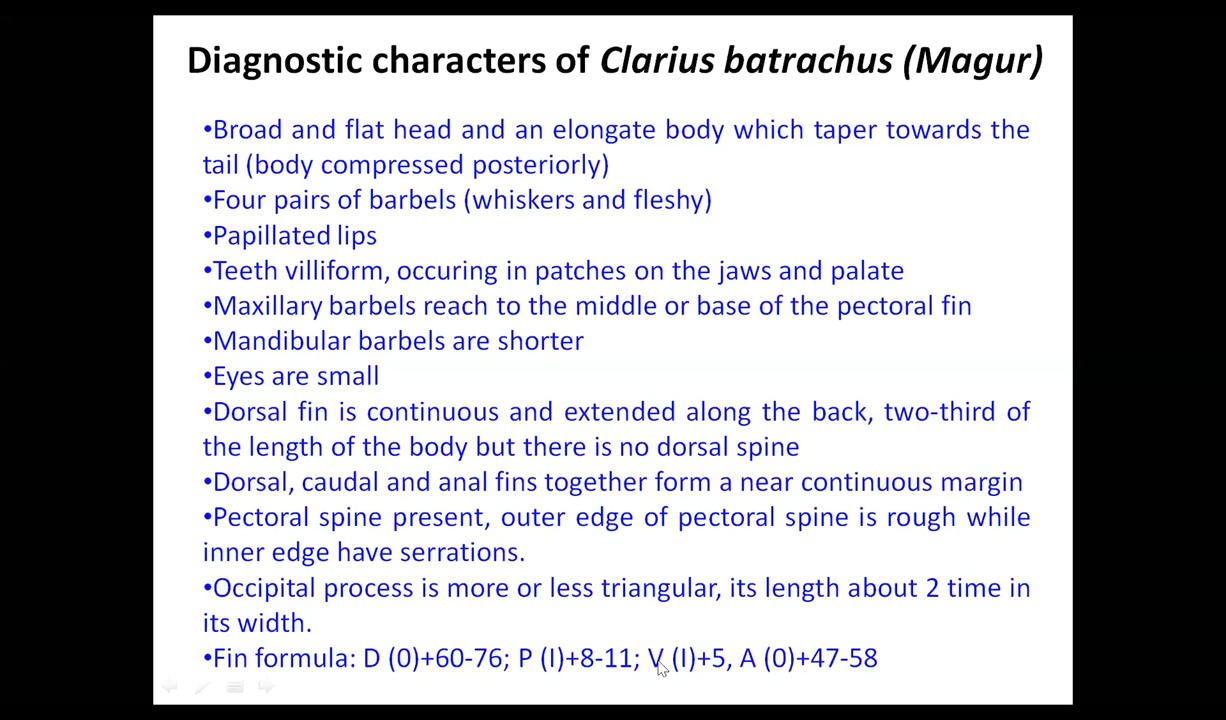 Diagnostic characters of Clarius batrachus (Magur)
•Broad and flat head and an elongate body which taper towards the
tail (body compressed posteriorly)
•Four pairs of barbels (whiskers and fleshy)
•Papillated lips
•Teeth villiform, occuring in patches on the jaws and palate
•Maxillary barbels reach to the middle or base of the pectoral fin
•Mandibular barbels are shorter
•Eyes are small
•Dorsal fin is continuous and extended along the back, two-third of
the length of the body but there is no dorsal spine
•Dorsal, caudal and anal fins together form a near continuous margin
•Pectoral spine present, outer edge of pectoral spine is rough while
inner edge have serrations.
•Occipital process is more or less triangular, its length about 2 time in
its width.
•Fin formula: D (0)+60-76; P (I)+8-11; V (I)+5, A (0)+47-58